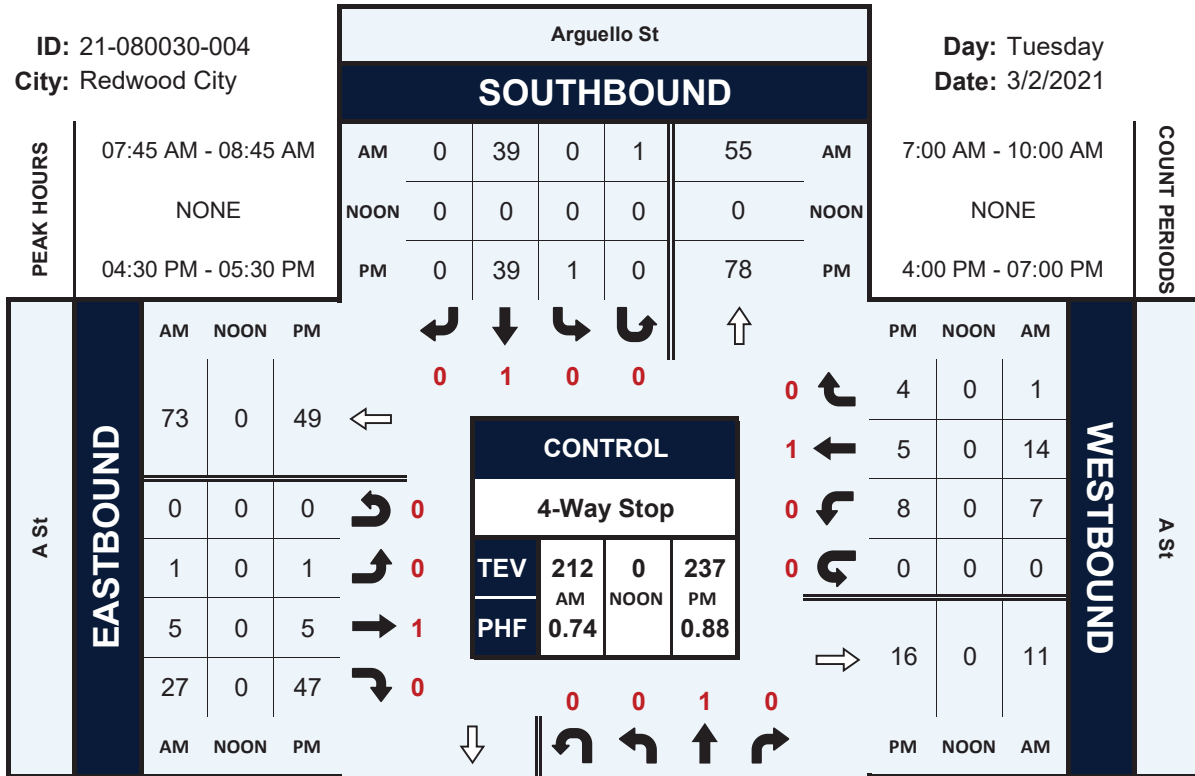 ID: 21-080030-004
City: Redwood City
Arguello St
SOUTHBOUND
Day: Tuesday
Date: 3/2/2021
PEAK HOURS
07:45 AM - 08:45 AM
NONE
04:30 PM - 05:30 PM
AM 0 39 0 1 55 AM
NOON 0 0 0 0 0 NOON
PM 0 39 1 0 78 PM
7:00 AM - 10:00 AM
NONE
4:00 PM - 07:00 PM
COUNT PERIODS
0 1 0 0
A St
EASTBOUND
AM NOON PM
73 0 49
0 0 0 0
1 0 1 0
5 0 5 1
27 0 47 0
AM NOON PM
CONTROL
4-Way Stop
TEV 212 0 237
AM NOON PM
PHF 0.74 0.88
PM NOON AM
0 4 0 1
1 5 0 14
0 8 0 7
0 0 0 0
16 0 11
PM NOON AM
WESTBOUND
A St
0 0 1 0